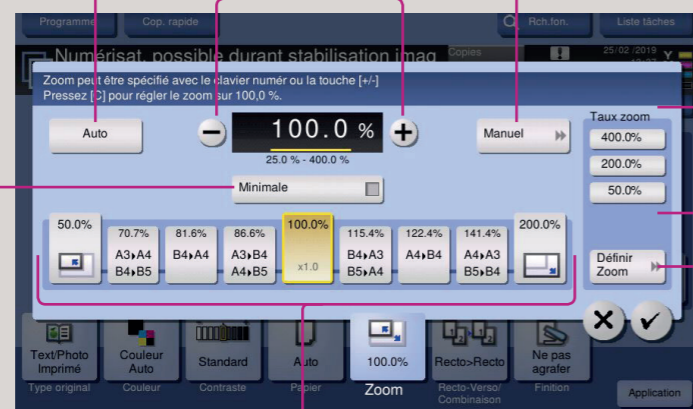 Programme
Cop. rapide
Rch.fon.
Liste tâches
Numérisat. possible durant stabilisation imag
Copies
25/02/2019
Y
Zoom peut être spécifié avec le clavier numér ou la touche [+/-]
Pressez [C] pour régler le zoom sur 100,0 %.
Auto
−
100.0 %
+
25.0 % - 400.0 %
Manuel
Taux zoom
400.0%
200.0%
50.0%
Minimale
50.0%
70.7%
A3▸A4
B4▸B5
81.6%
B4▸A4
86.6%
A3▸B4
A4▸B5
100.0%
x1.0
115.4%
B4▸A3
B5▸A4
122.4%
A4▸B4
141.4%
A4▸A3
B5▸B4
200.0%
Définir
Zoom
Text/Photo
Imprimé
Type original
Couleur
Auto
Couleur
Standard
Contraste
Auto
Papier
100.0%
Zoom
Recto>Recto
Recto-Verso/
Combinaison
Ne pas
agrafer
Finition
Application